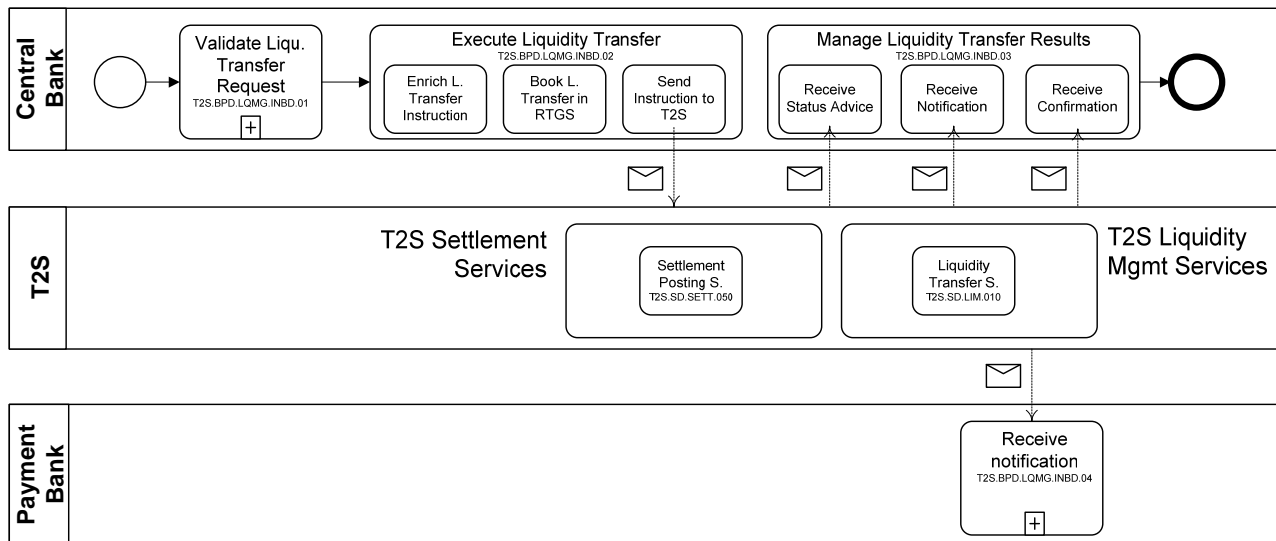 Central
Bank
Validate Liqu.
Transfer
Request
T2S.BPD.LQMG.INBD.01
Execute Liquidity Transfer
T2S.BPD.LQMG.INBD.02
Enrich L.
Transfer
Instruction
Book L.
Transfer in
RTGS
Send
Instruction to
T2S
Manage Liquidity Transfer Results
T2S.BPD.LQMG.INBD.03
Receive
Status Advice
Receive
Notification
Receive
Confirmation
T2S
T2S Settlement
Services
Settlement
Posting S.
T2S.SD.SETT.050
Liquidity
Transfer S.
T2S.SD.LIM.010
T2S Liquidity
Mgmt Services
Payment
Bank
Receive
notification
T2S.BPD.LQMG.INBD.04